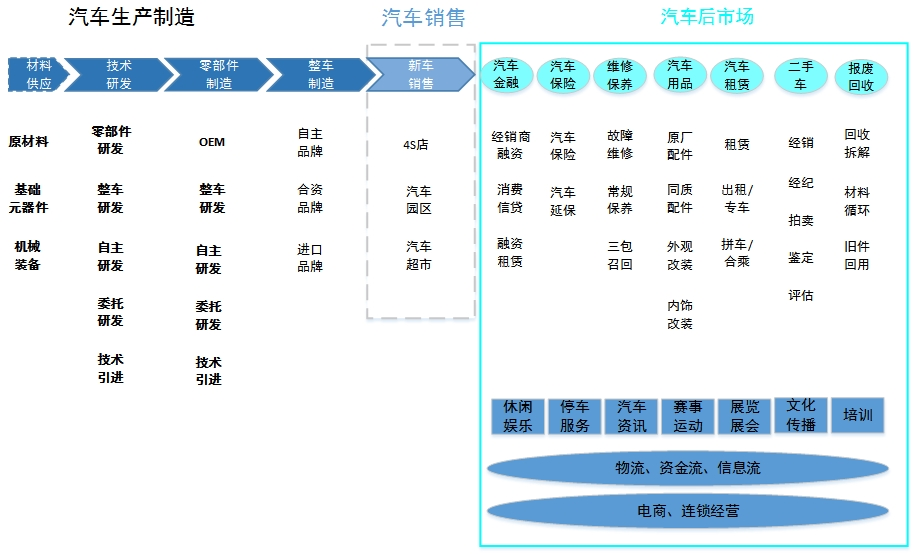 汽车生产制造
汽车销售
汽车后市场
材料
供应
技术
研发
零部件
制造
整车
制造
新车
销售
汽车
金融
汽车
保险
维修
保养
汽车
用品
汽车
租赁
二手
车
报废
回收
原材料
基础
元器件
机械
装备
零部件
研发
整车
研发
自主
研发
委托
研发
技术
引进
OEM
整车
研发
自主
研发
委托
研发
技术
引进
自主
品牌
合资
品牌
进口
品牌
4S店
汽车
园区
汽车
超市
经销商
融资
消费
信贷
融资
租赁
汽车
保险
汽车
延保
故障
维修
常规
保养
三包
召回
原厂
配件
同质
配件
外观
改装
内饰
改装
租赁
出租/
专车
拼车/
合乘
经销
经纪
拍卖
鉴定
评估
回收
拆解
材料
循环
旧件
回用
休闲
娱乐
停车
服务
汽车
资讯
赛事
运动
展览
展会
文化
传播
培训
物流、资金流、信息流
电商、连锁经营